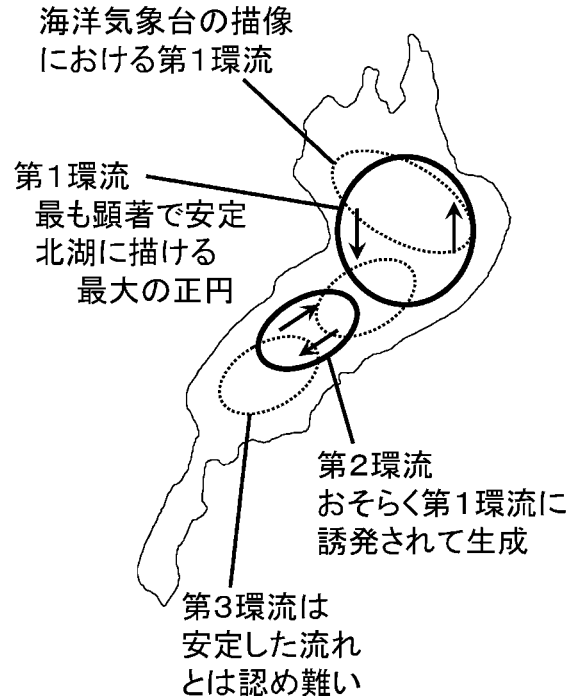 海洋気象台の描像
における第１環流
第１環流
最も顕著で安定
北湖に描ける
最大の正円
第２環流
おそらく第１環流に
誘発されて生成
第３環流は
安定した流れ
とは認め難い